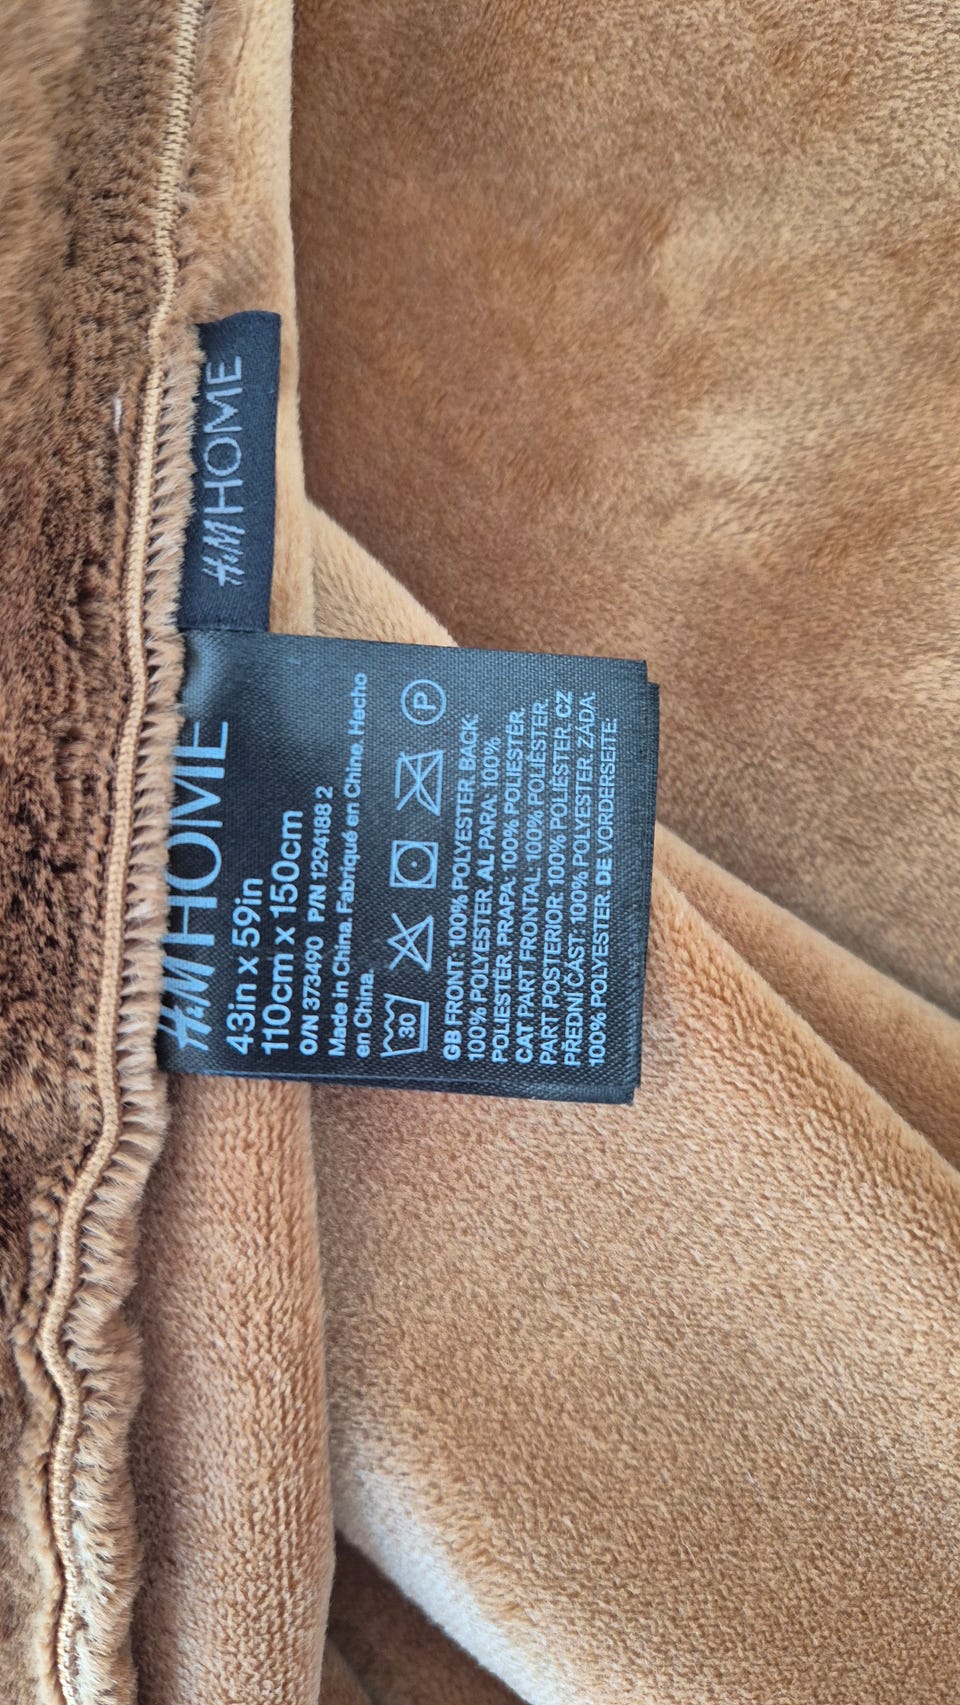 H&M HOME
H&M HOME
43in x 59in
110cm x 150cm
O/N 373490 P/N 1294188 2
Made in China. Fabriqué en Chine. Hecho
en China.
30 P
GB FRONT: 100% POLYESTER BACK:
100% POLYESTER. AL PARA: 100%
POLIESTER. PRAPA: 100% POLIESTËR.
CAT PART FRONTAL: 100% POLIÈSTER.
PART POSTERIOR: 100% POLIÈSTER. CZ
PŘEDNÍ ČÁST: 100% POLYESTER ZÁDA:
100% POLYESTER DE VORDERSEITE: